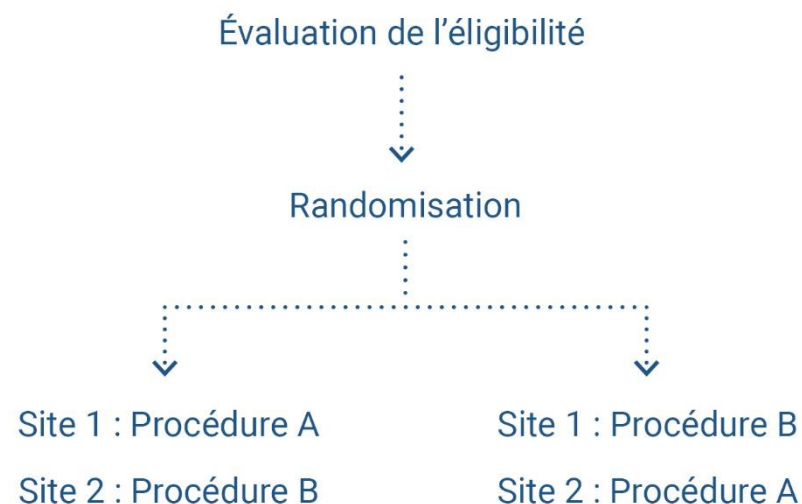 Évaluation de l’éligibilité
Randomisation
Site 1 : Procédure A
Site 2 : Procédure B
Site 1 : Procédure B
Site 2 : Procédure A